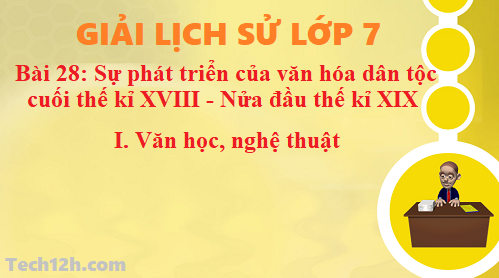 GIẢI LỊCH SỬ LỚP 7
Bài 28: Sự phát triển của văn hóa dân tộc
cuối thế kỉ XVIII - Nửa đầu thế kỉ XIX
I. Văn học, nghệ thuật
Tech12h.com